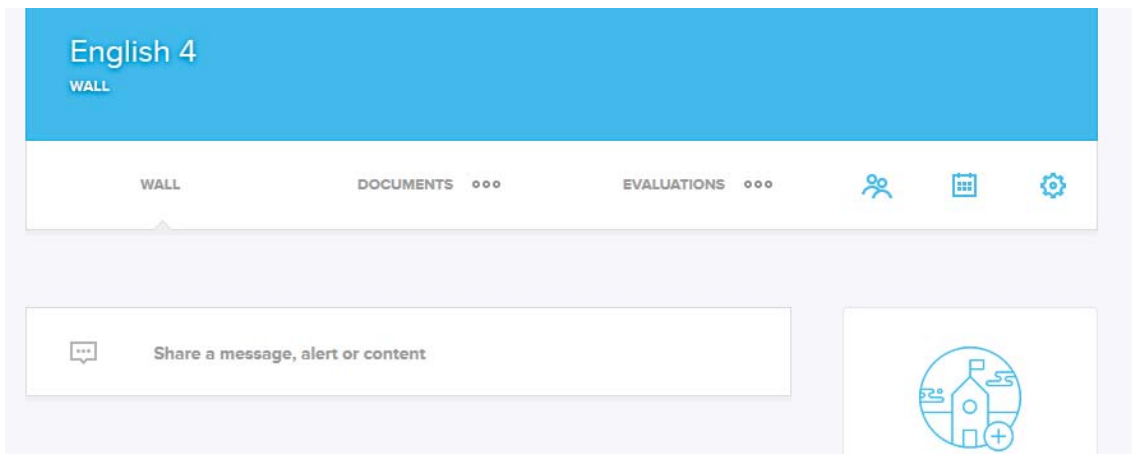 English 4
WALL
WALL DOCUMENTS EVALUATIONS
Share a message, alert or content